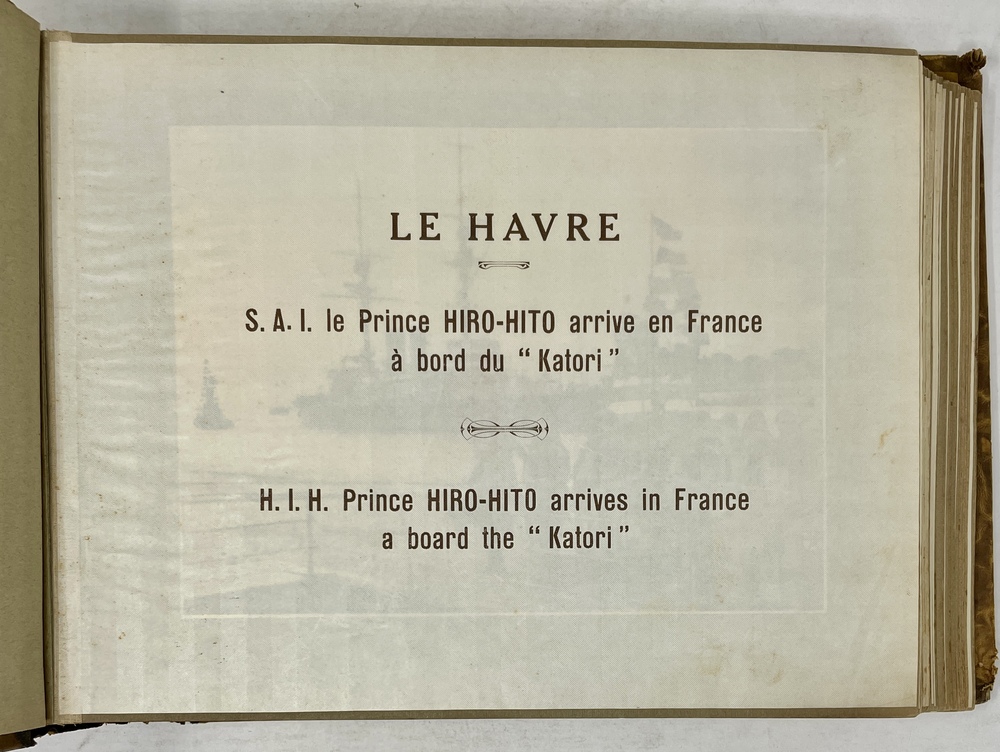 LE HAVRE
S. A. I. le Prince HIRO-HITO arrive en France
à bord du “ Katori ”
H. I. H. Prince HIRO-HITO arrives in France
a board the “ Katori ”